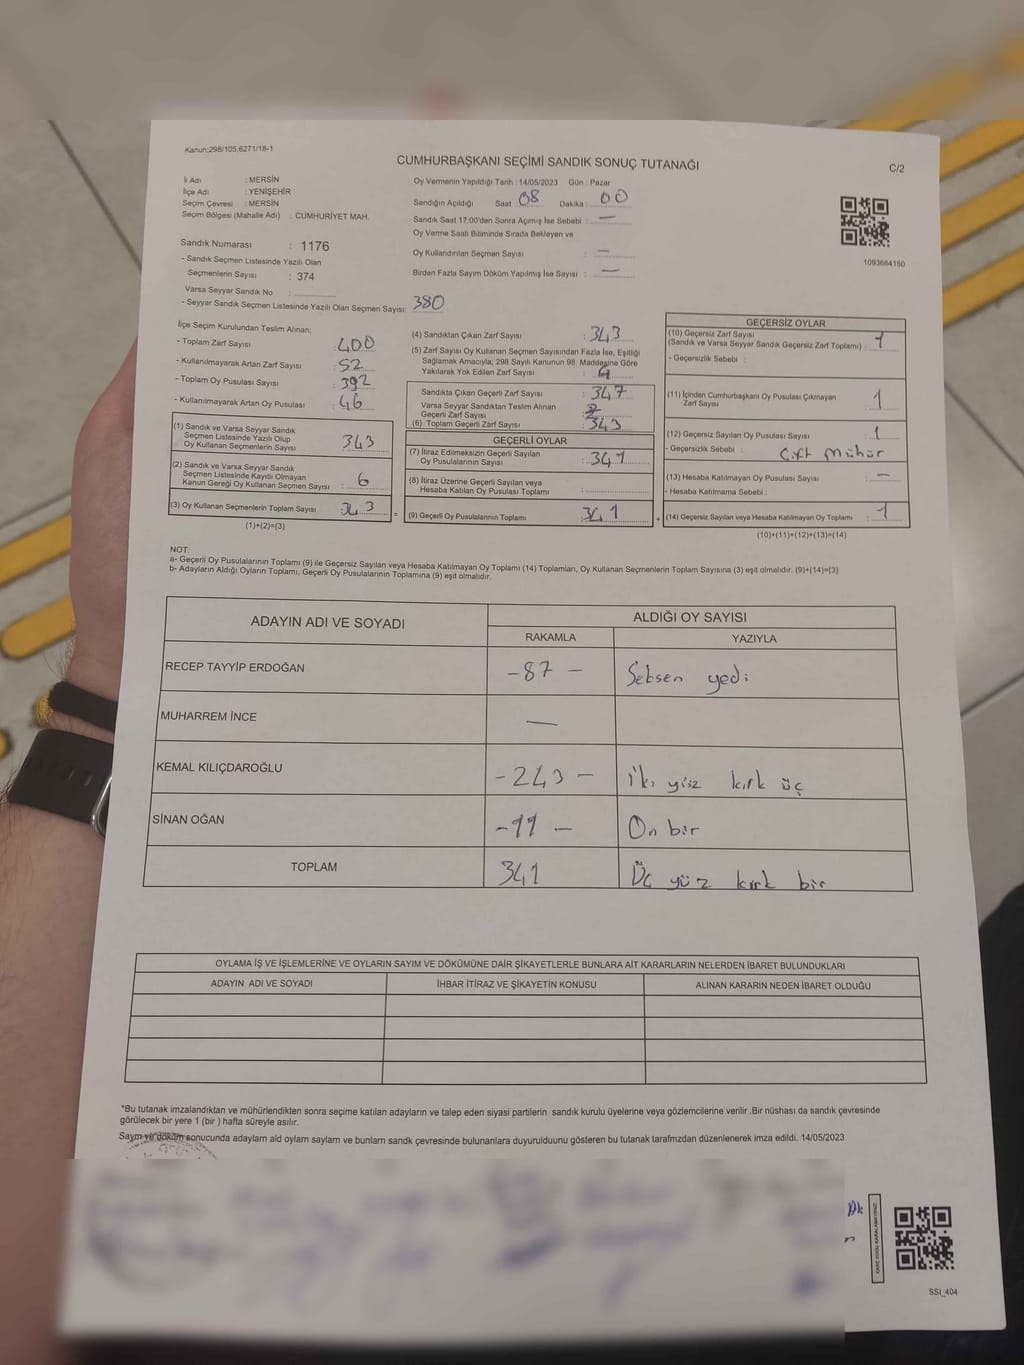 Kanun:298/105;6271/18-1
CUMHURBAŞKANI SEÇİMİ SANDIK SONUÇ TUTANAĞI
C/2
İl Adı : MERSİN
İlçe Adı : YENİŞEHİR
Seçim Çevresi : MERSİN
Seçim Bölgesi (Mahalle Adı) : CUMHURİYET MAH.
Oy Vermenin Yapıldığı Tarih : 14/05/2023 Gün : Pazar
Sandığın Açıldığı Saat : 08 Dakika : 00
Sandık Saat 17.00'den Sonra Açımış İse Sebebi : —
Oy Verme Saati Bitiminde Sırada Bekleyen ve
Oy Kullandırılan Seçmen Sayısı : —
Birden Fazla Sayım Döküm Yapılmış İse Sayısı : —
1093664150
Sandık Numarası : 1176
- Sandık Seçmen Listesinde Yazılı Olan
Seçmenlerin Sayısı : 374
Varsa Seyyar Sandık No :
- Seyyar Sandık Seçmen Listesinde Yazılı Olan Seçmen Sayısı: 380
İlçe Seçim Kurulundan Teslim Alınan;
- Toplam Zarf Sayısı : 400
- Kullanılmayarak Artan Zarf Sayısı : 52
- Toplam Oy Pusulası Sayısı : 392
- Kullanılmayarak Artan Oy Pusulası : 46
(1) Sandık ve Varsa Seyyar Sandık
Seçmen Listesinde Yazılı Olup
Oy Kullanan Seçmenlerin Sayısı : 343
(2) Sandık ve Varsa Seyyar Sandık
Seçmen Listesinde Kayıtlı Olmayan
Kanun Gereği Oy Kullanan Seçmen Sayısı : 6
(3) Oy Kullanan Seçmenlerin Toplam Sayısı : 343
(1)+(2)=(3)
(4) Sandıktan Çıkan Zarf Sayısı : 343
(5) Zarf Sayısı Oy Kullanan Seçmen Sayısından Fazla İse, Eşitliği
Sağlamak Amacıyla; 298 Sayılı Kanunun 98. Maddesine Göre
Yakılarak Yok Edilen Zarf Sayısı :
Sandıkta Çıkan Geçerli Zarf Sayısı : 347
Varsa Seyyar Sandıktan Teslim Alınan
Geçerli Zarf Sayısı :
(6) Toplam Geçerli Zarf Sayısı : 343
GEÇERLİ OYLAR
(7) İtiraz Edilmeksizin Geçerli Sayılan
Oy Pusulalarının Sayısı : 341
(8) İtiraz Üzerine Geçerli Sayılan veya
Hesaba Katılan Oy Pusulası Toplamı :
(9) Geçerli Oy Pusulalarının Toplamı : 341
GEÇERSİZ OYLAR
(10) Geçersiz Zarf Sayısı
(Sandık ve Varsa Seyyar Sandık Geçersiz Zarf Toplamı) : 1
- Geçersizlik Sebebi :
(11) İçinden Cumhurbaşkanı Oy Pusulası Çıkmayan
Zarf Sayısı : 1
(12) Geçersiz Sayılan Oy Pusulası Sayısı : 1
- Geçersizlik Sebebi : Çift mühür
(13) Hesaba Katılmayan Oy Pusulası Sayısı : —
- Hesaba Katılmama Sebebi :
(14) Geçersiz Sayılan veya Hesaba Katılmayan Oy Toplamı : 1
(10)+(11)+(12)+(13)=(14)
NOT:
a- Geçerli Oy Pusulalarının Toplamı (9) ile Geçersiz Sayılan veya Hesaba Katılmayan Oy Toplamı (14) Toplamları, Oy Kullanan Seçmenlerin Toplam Sayısına (3) eşit olmalıdır. (9)+(14)=(3)
b- Adayların Aldığı Oyların Toplamı, Geçerli Oy Pusulalarının Toplamına (9) eşit olmalıdır.
ADAYIN ADI VE SOYADI
ALDIĞI OY SAYISI
RAKAMLA YAZIYLA
RECEP TAYYİP ERDOĞAN -87- Seksen yedi
MUHARREM İNCE —
KEMAL KILIÇDAROĞLU -243- İki yüz kırk üç
SİNAN OĞAN -11- On bir
TOPLAM 341 Üç yüz kırk bir
OYLAMA İŞ VE İŞLEMLERİNE VE OYLARIN SAYIM VE DÖKÜMÜNE DAİR ŞİKAYETLERLE BUNLARA AİT KARARLARIN NELERDEN İBARET BULUNDUKLARI
ADAYIN ADI VE SOYADI İHBAR İTİRAZ VE ŞİKAYETİN KONUSU ALINAN KARARIN NEDEN İBARET OLDUĞU
*Bu tutanak imzalandıktan ve mühürlendikten sonra seçime katılan adayların ve talep eden siyasi partilerin sandık kurulu üyelerine veya gözlemcilerine verilir .Bir nüshası da sandık çevresinde
görülecek bir yere 1 (bir ) hafta süreyle asılır.
Sayım ve döküm sonucunda adayların ald oyların sayların ve bunların sandk çevresinde bulunanlara duyurulduunu gösteren bu tutanak tarafmzdan düzenlenerek imza edildi. 14/05/2023
SSI_404